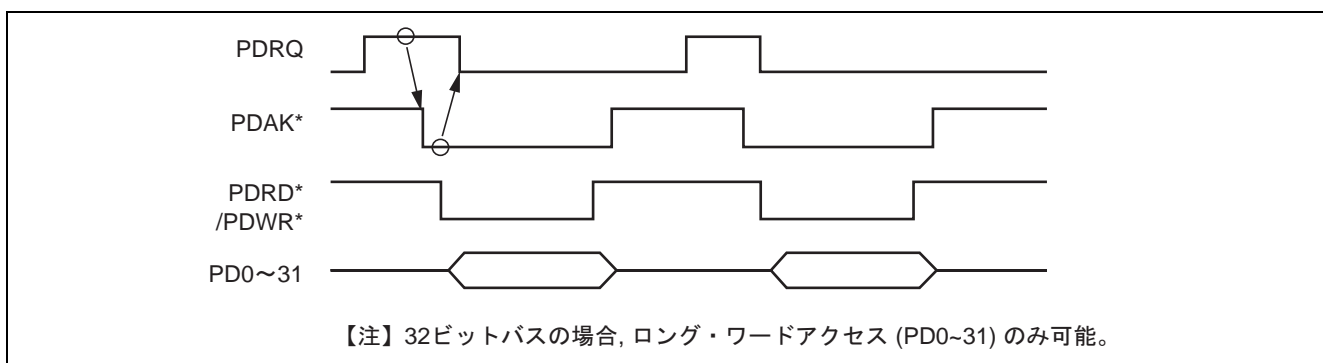 PDRQ
PDAK*
PDRD*
/PDWR*
PD0～31
【注】32ビットバスの場合, ロング・ワードアクセス (PD0~31) のみ可能。